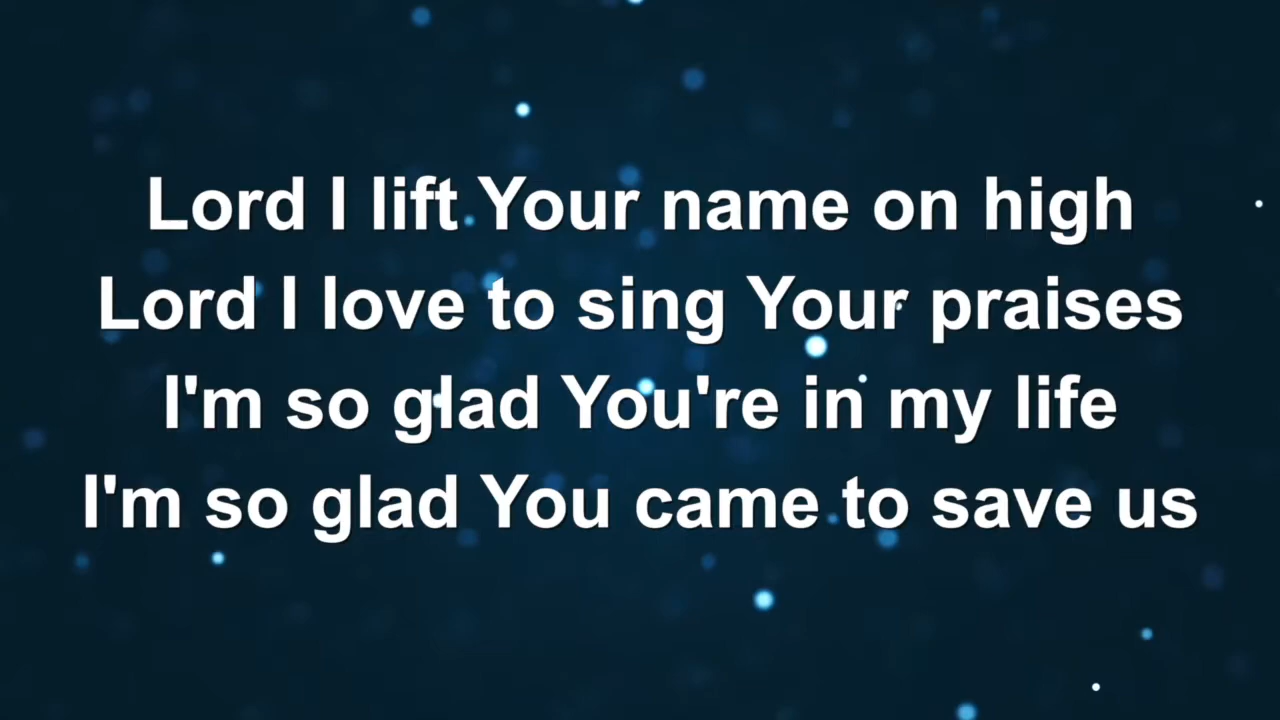 Lord I lift Your name on high
Lord I love to sing Your praises
I'm so glad You're in my life
I'm so glad You came to save us